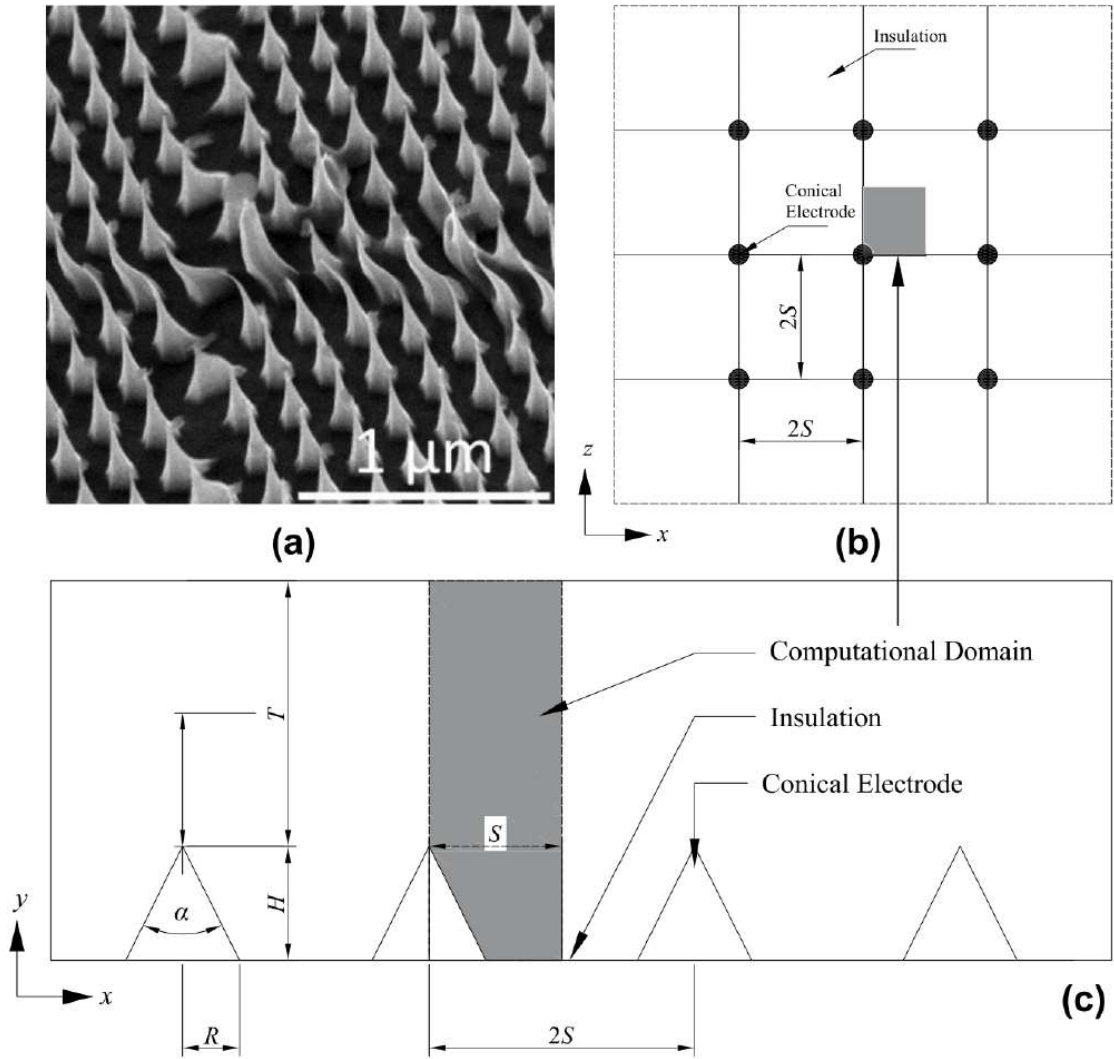 1 μm
(a)
Insulation
Conical
Electrode
2S
2S
z
x
(b)
T
Computational Domain
Insulation
S
Conical Electrode
y
α
H
x
R
2S
(c)